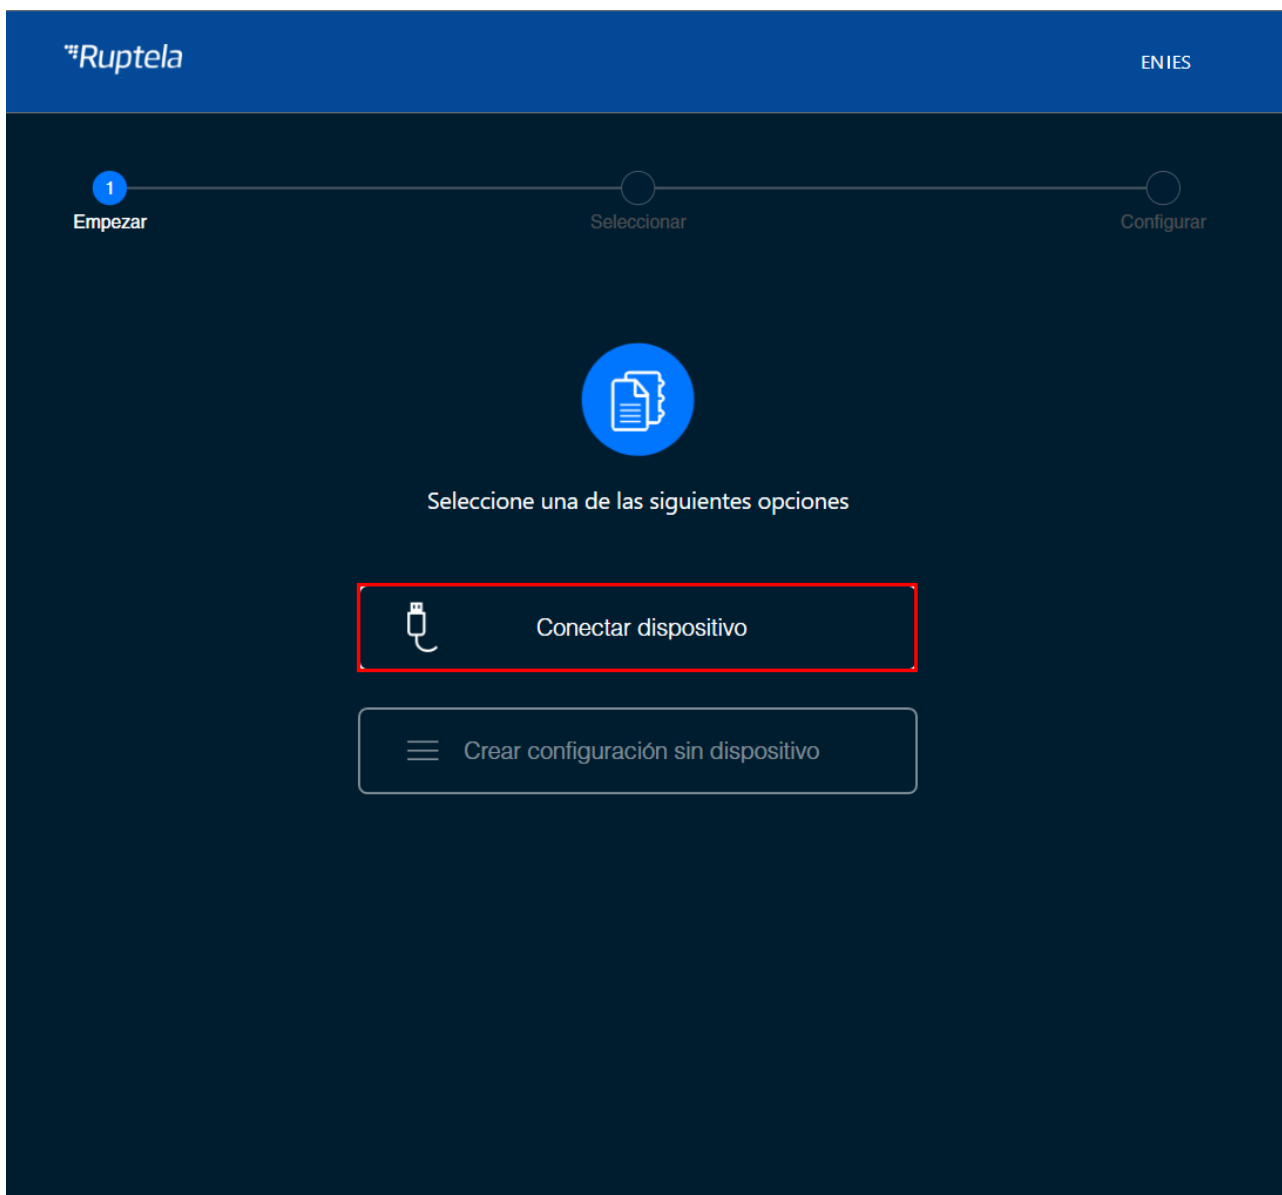 Ruptela
EN|ES
1
Empezar
Seleccionar
Configurar
Seleccione una de las siguientes opciones
Conectar dispositivo
Crear configuración sin dispositivo